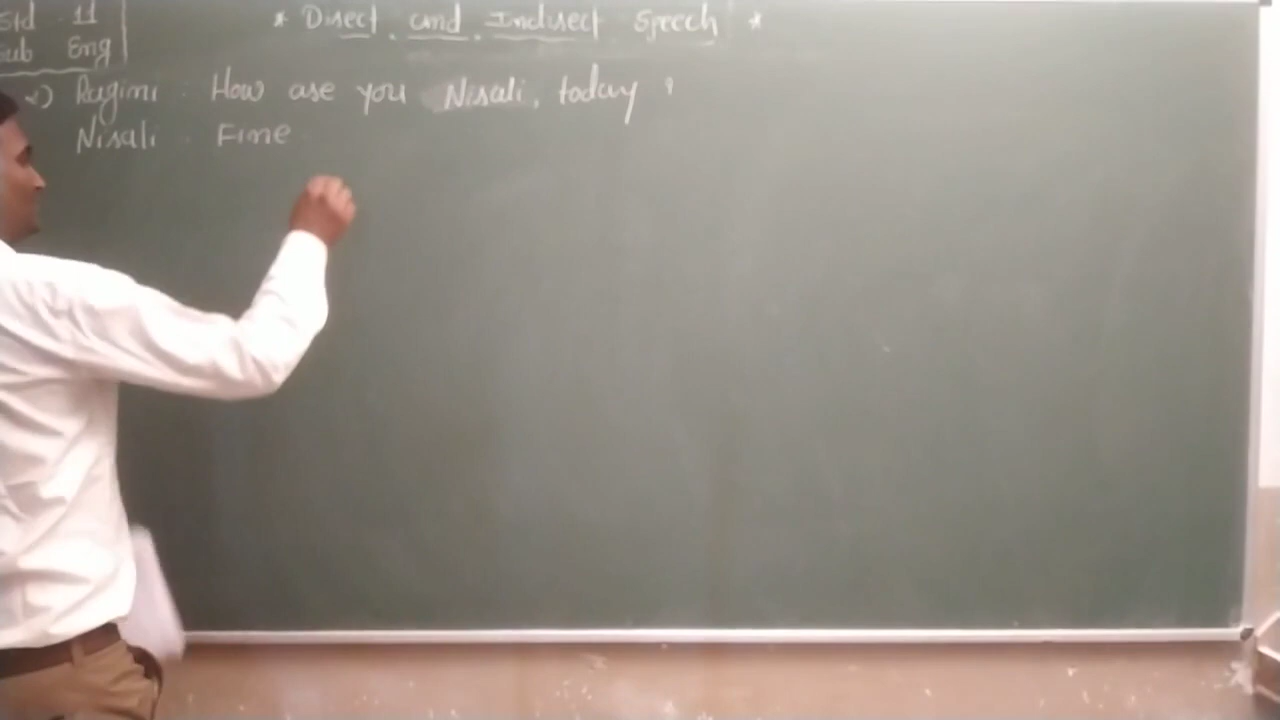 Std 11
Sub Eng
* Direct and Indirect Speech *
Ragini : How are you Nisali, today ?
Nisali : Fine